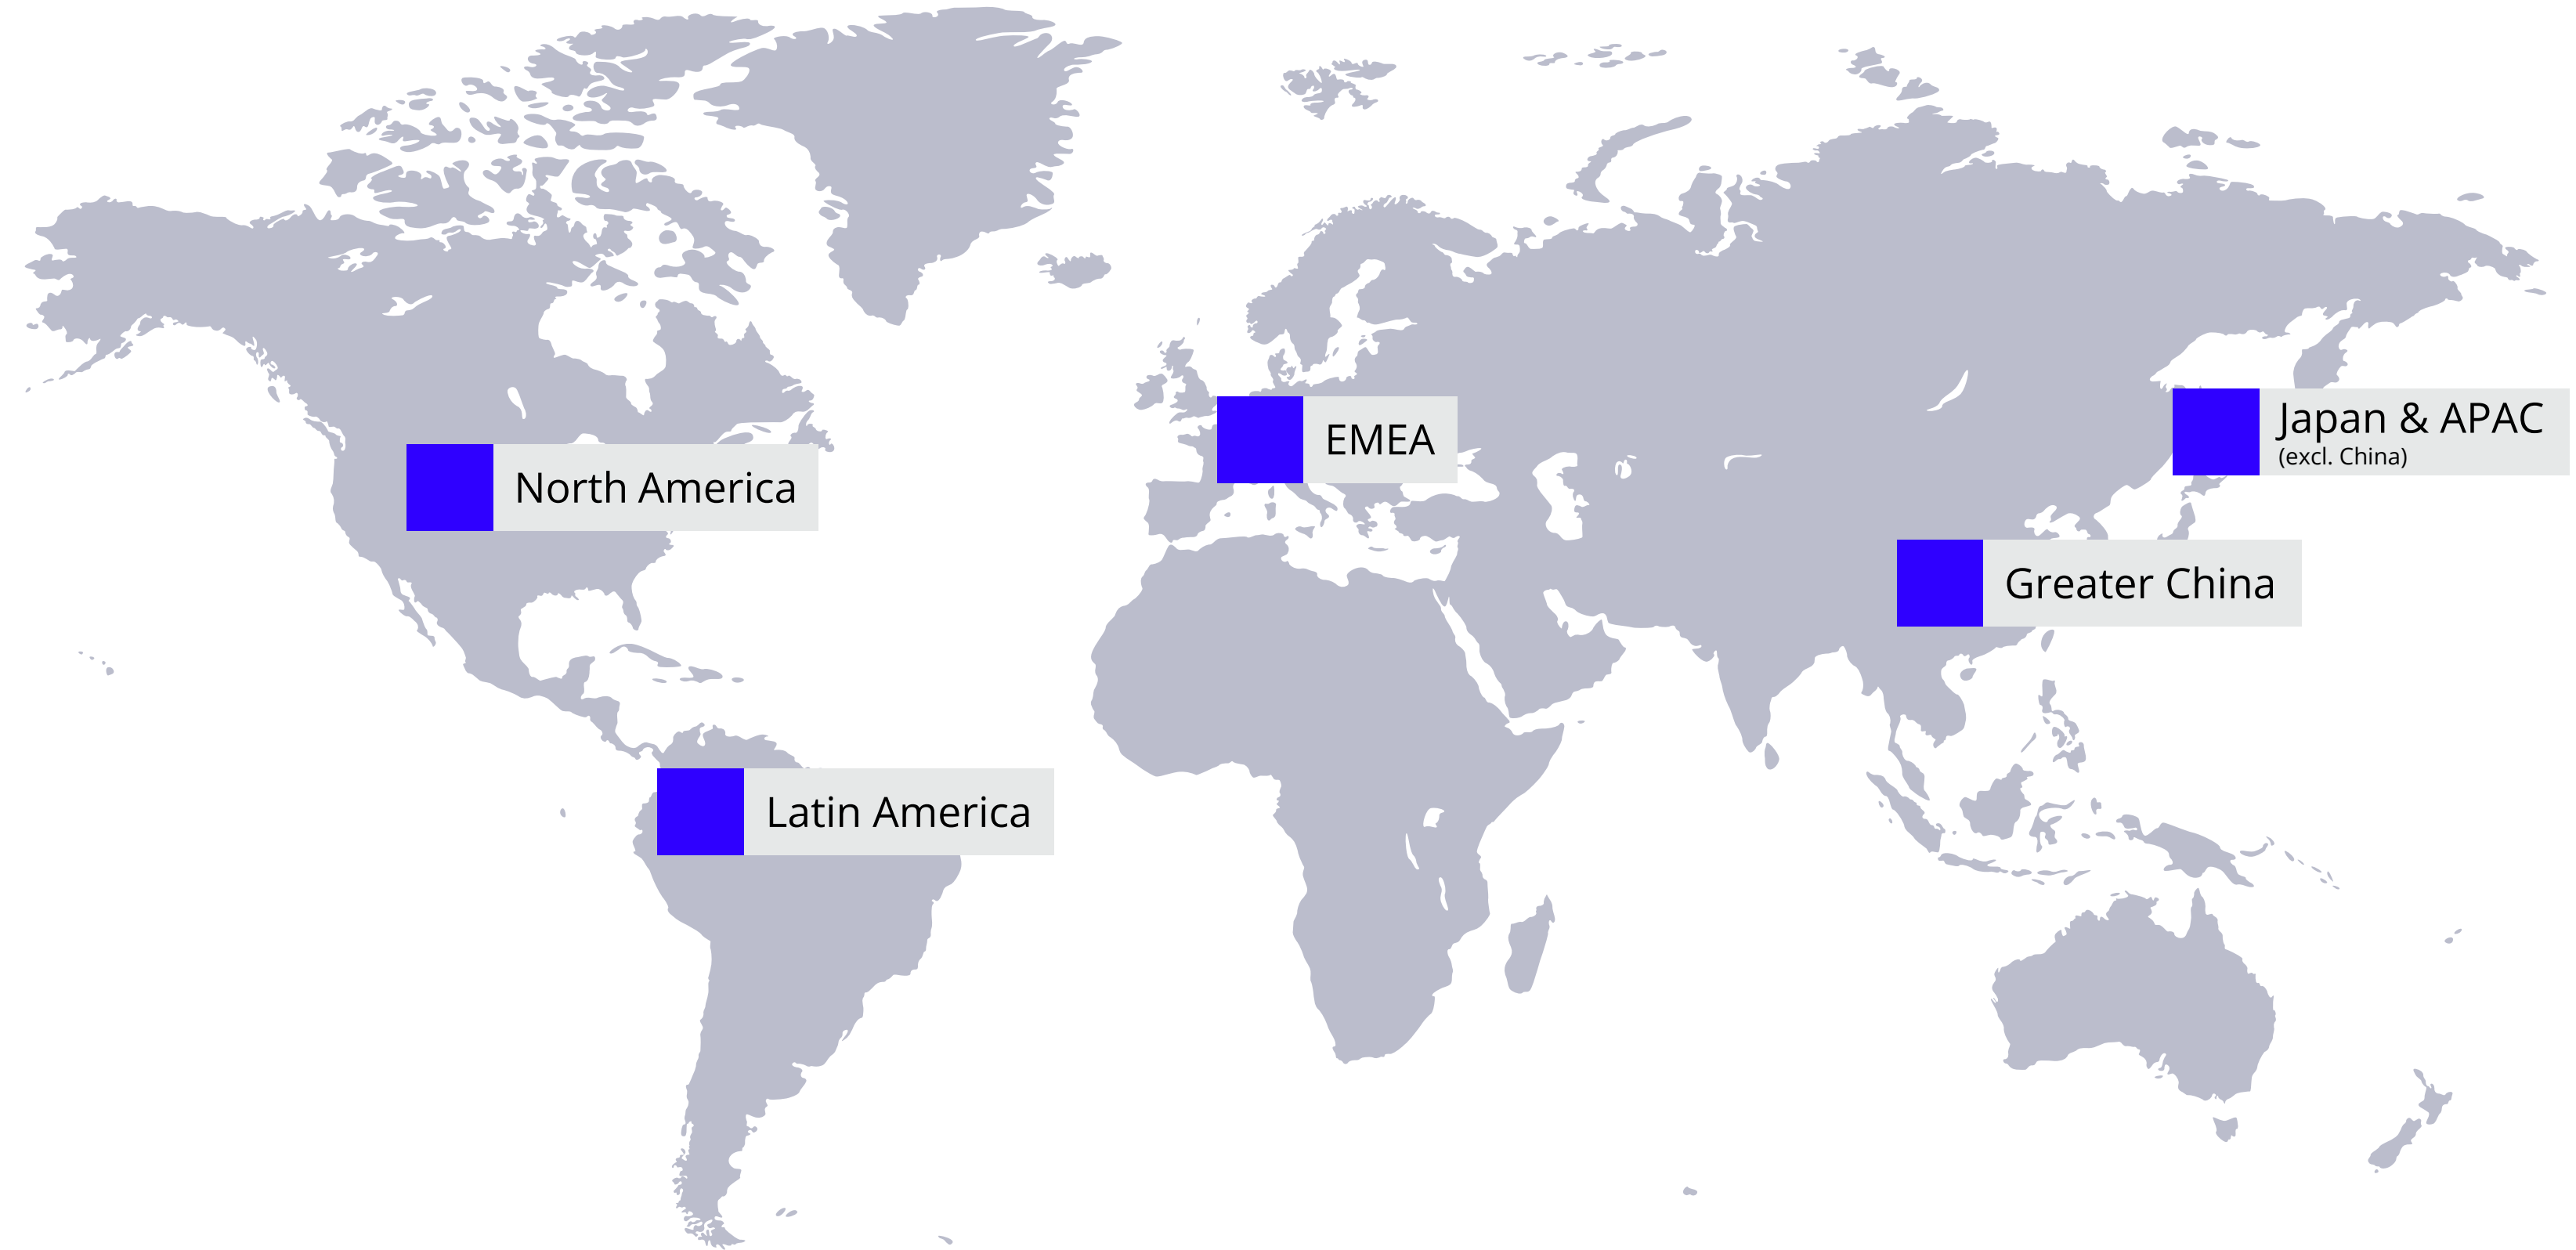 Japan & APAC
(excl. China)
EMEA
North America
Greater China
Latin America